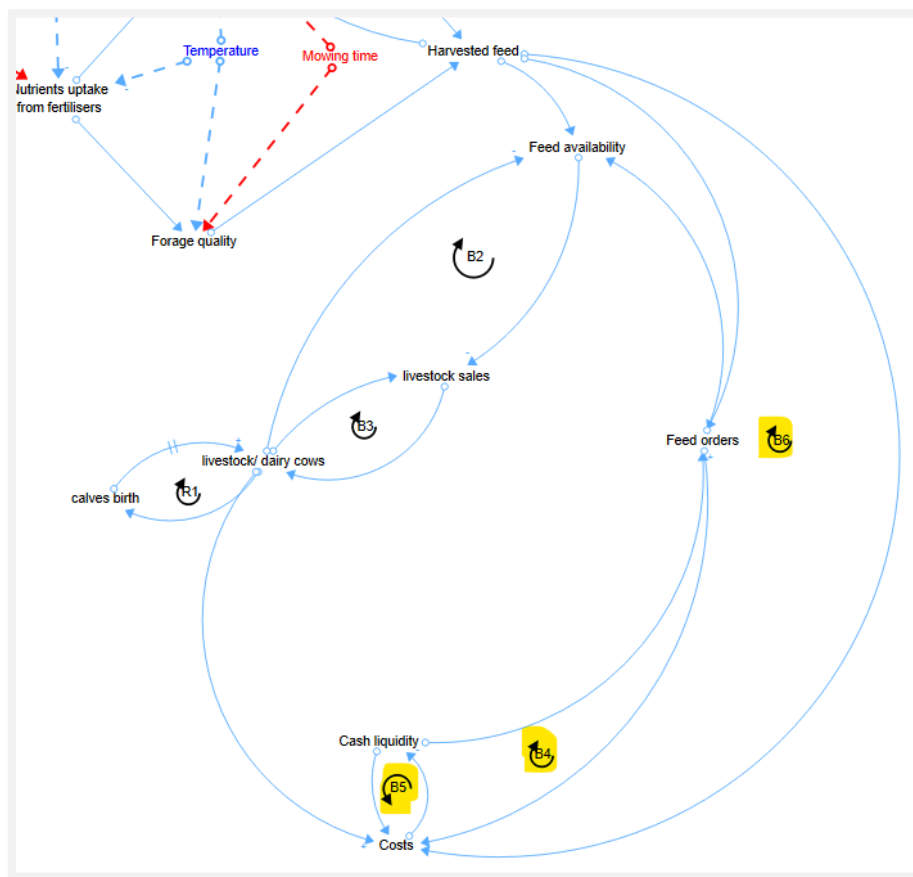 Temperature
Mowing time
Harvested feed
Nutrients uptake
from fertilisers
Feed availability
Forage quality
B2
livestock sales
B3
Feed orders
B6
livestock/ dairy cows
R1
calves birth
Cash liquidity
B4
B5
Costs